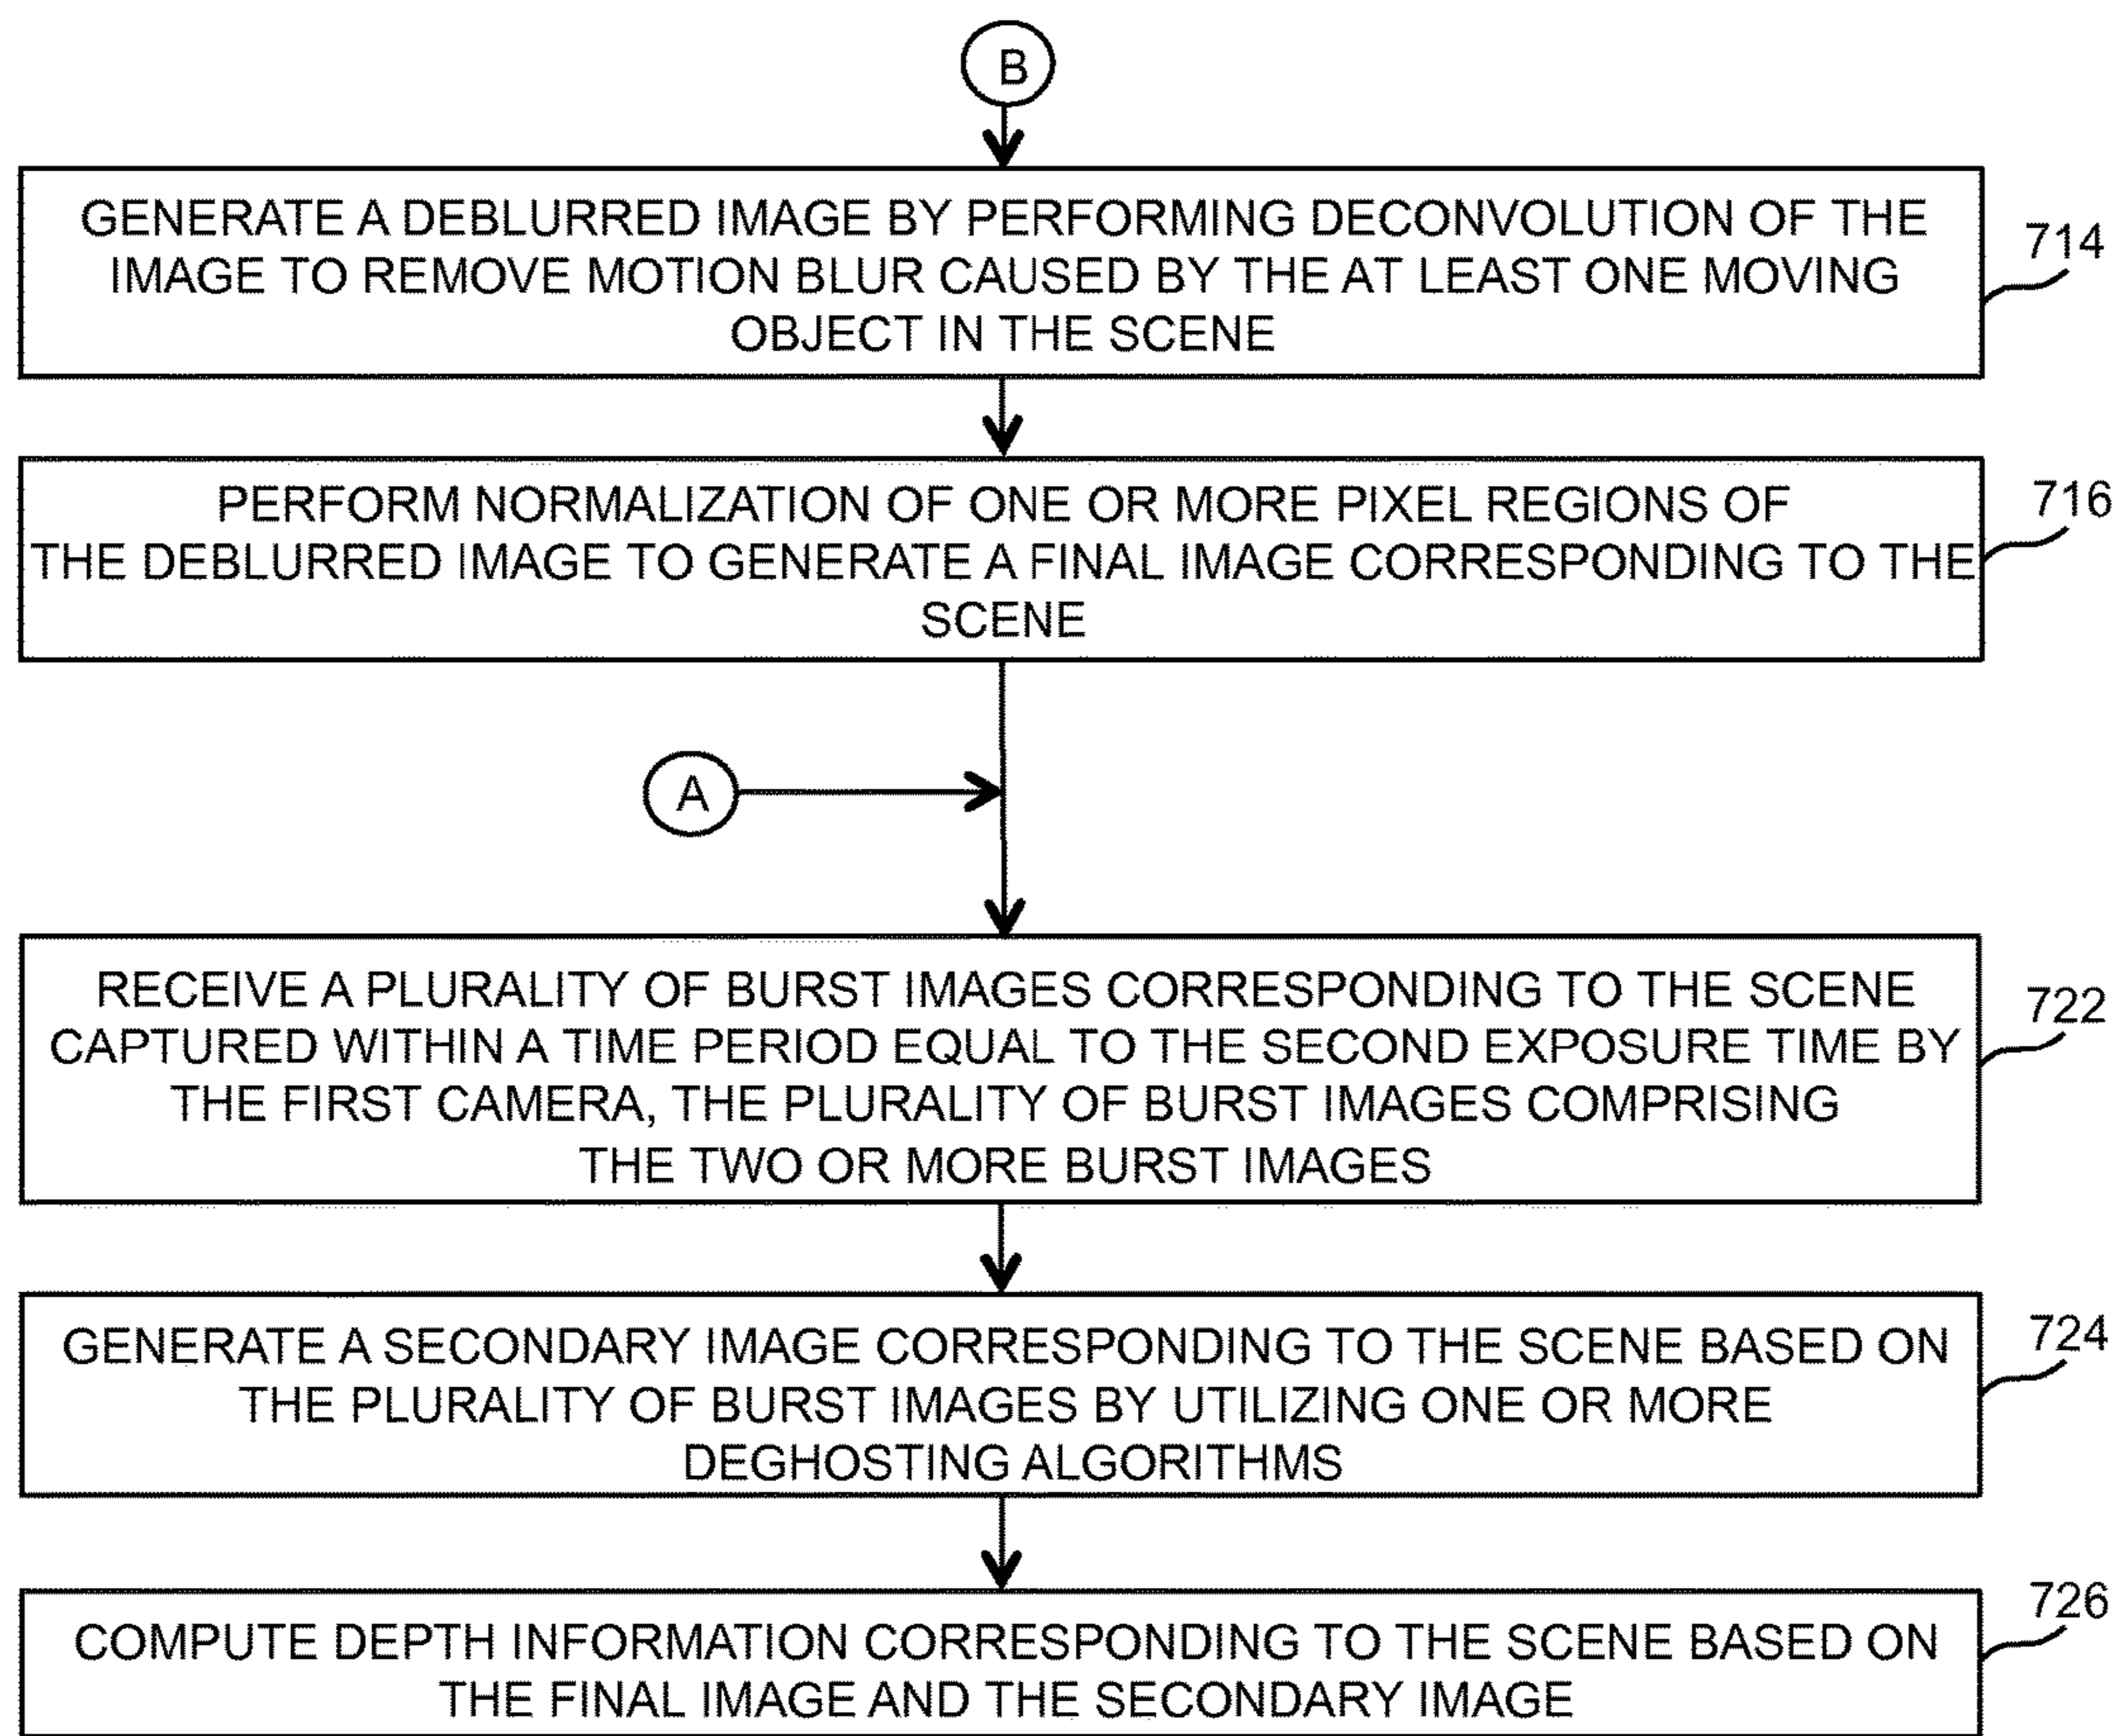 B
GENERATE A DEBLURRED IMAGE BY PERFORMING DECONVOLUTION OF THE
IMAGE TO REMOVE MOTION BLUR CAUSED BY THE AT LEAST ONE MOVING
OBJECT IN THE SCENE
714
PERFORM NORMALIZATION OF ONE OR MORE PIXEL REGIONS OF
THE DEBLURRED IMAGE TO GENERATE A FINAL IMAGE CORRESPONDING TO THE
SCENE
716
A
RECEIVE A PLURALITY OF BURST IMAGES CORRESPONDING TO THE SCENE
CAPTURED WITHIN A TIME PERIOD EQUAL TO THE SECOND EXPOSURE TIME BY
THE FIRST CAMERA, THE PLURALITY OF BURST IMAGES COMPRISING
THE TWO OR MORE BURST IMAGES
722
GENERATE A SECONDARY IMAGE CORRESPONDING TO THE SCENE BASED ON
THE PLURALITY OF BURST IMAGES BY UTILIZING ONE OR MORE
DEGHOSTING ALGORITHMS
724
COMPUTE DEPTH INFORMATION CORRESPONDING TO THE SCENE BASED ON
THE FINAL IMAGE AND THE SECONDARY IMAGE
726